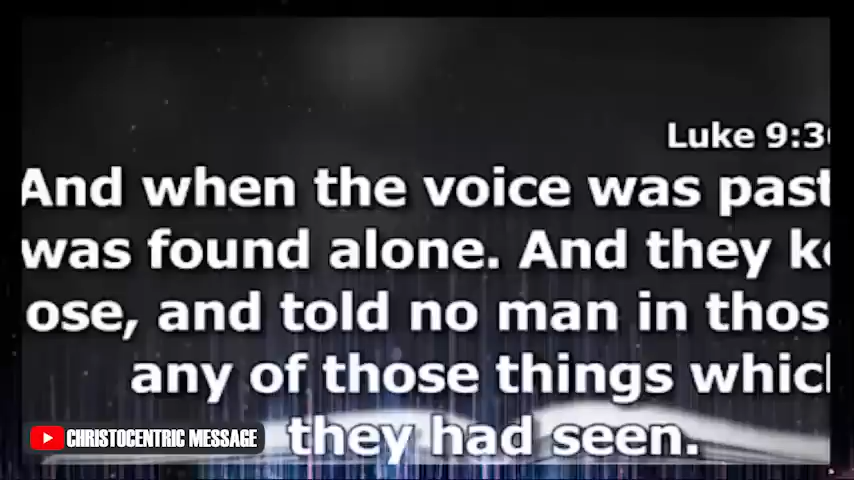 Luke 9:3
And when the voice was past
was found alone. And they k
ose, and told no man in thos
any of those things which
they had seen.
CHRISTOCENTRIC MESSAGE